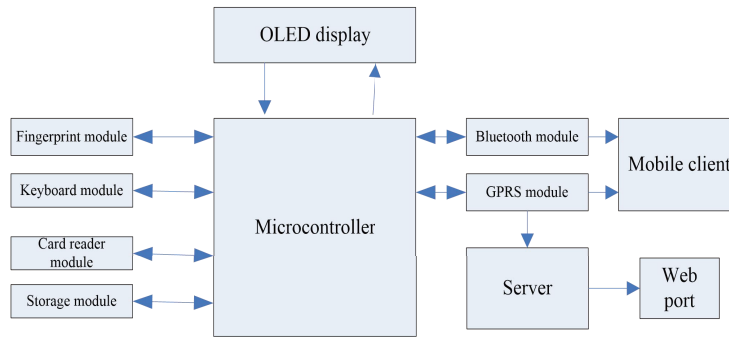 OLED display
Fingerprint module
Keyboard module
Card reader
module
Storage module
Microcontroller
Bluetooth module
GPRS module
Mobile client
Server
Web
port